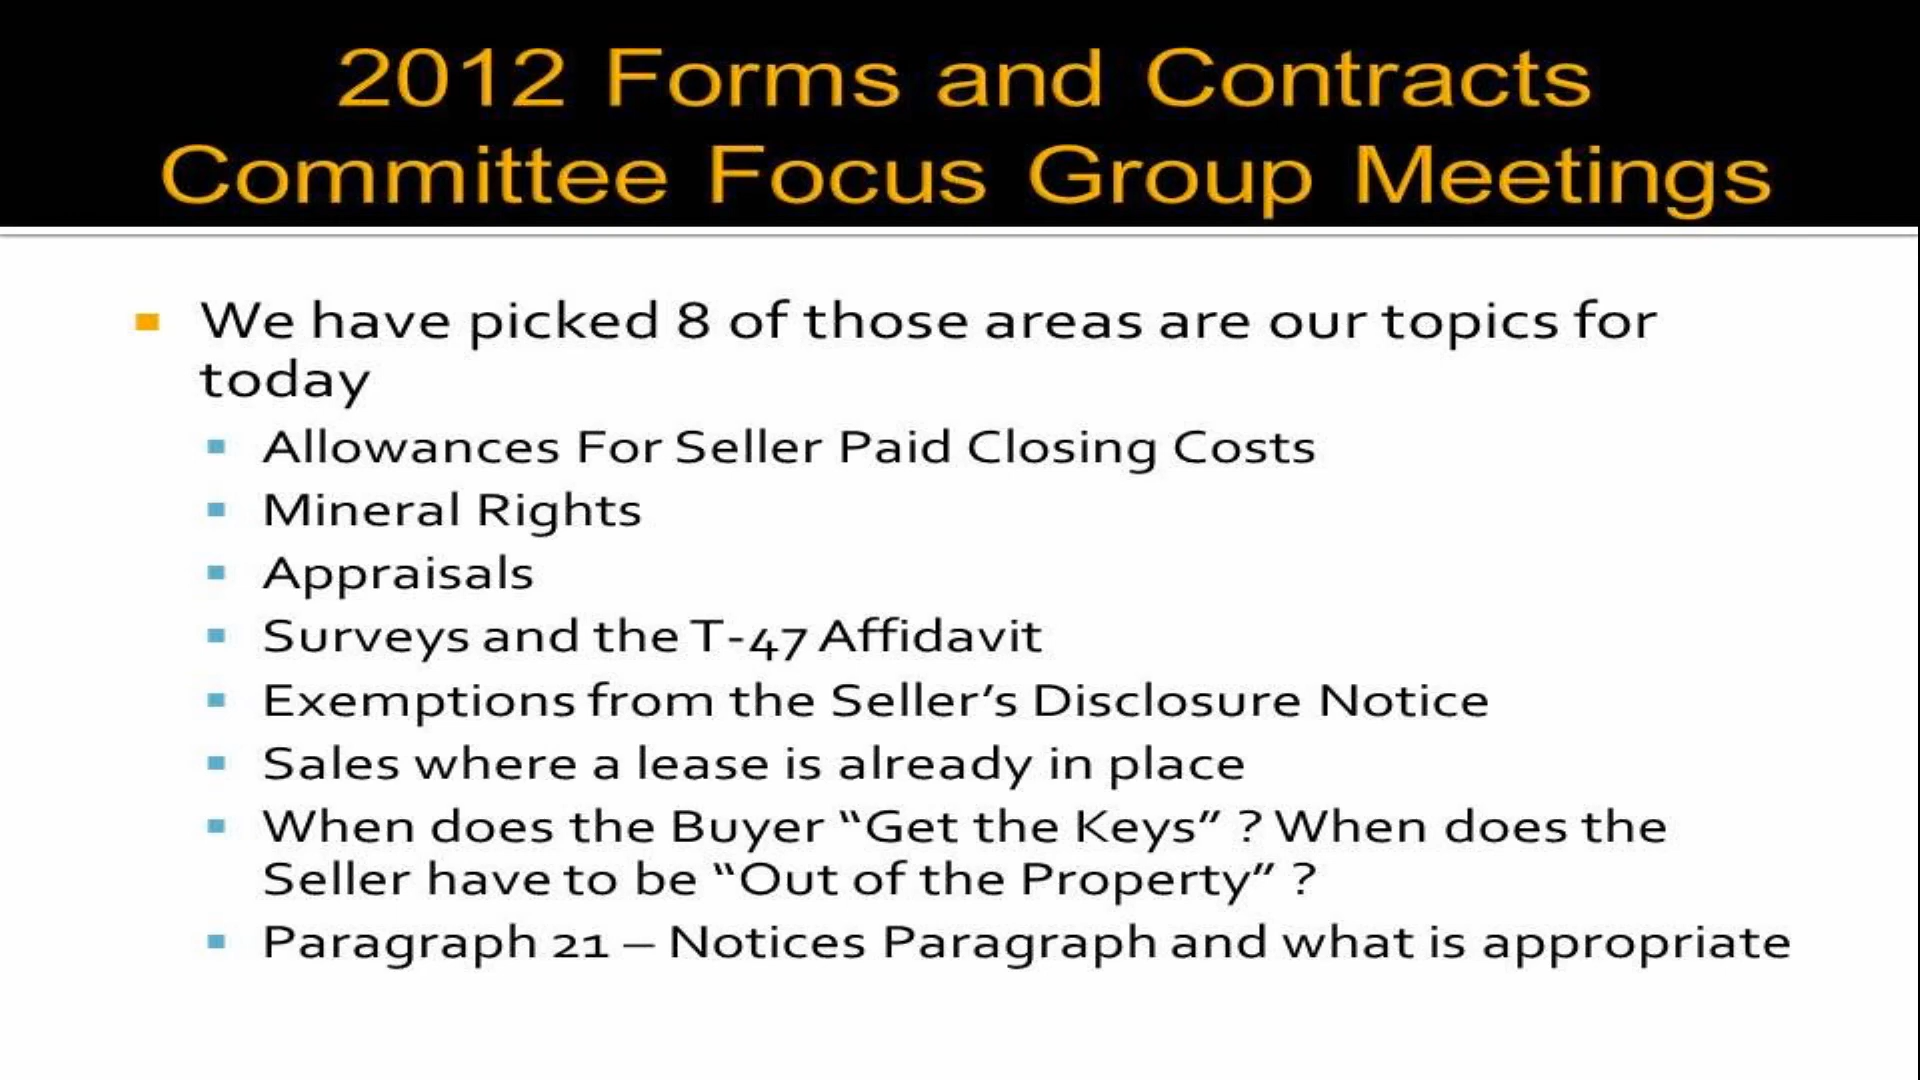 2012 Forms and Contracts
Committee Focus Group Meetings
We have picked 8 of those areas are our topics for
today
Allowances For Seller Paid Closing Costs
Mineral Rights
Appraisals
Surveys and the T-47 Affidavit
Exemptions from the Seller’s Disclosure Notice
Sales where a lease is already in place
When does the Buyer “Get the Keys” ? When does the
Seller have to be “Out of the Property” ?
Paragraph 21 – Notices Paragraph and what is appropriate